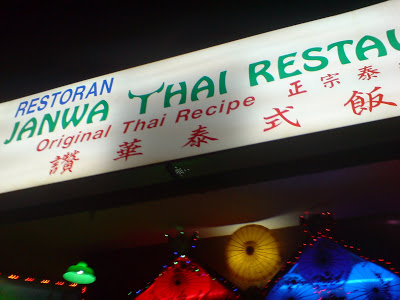 RESTORAN
JANWA THAI RESTAU
Original Thai Recipe
正宗泰
讚華泰式飯